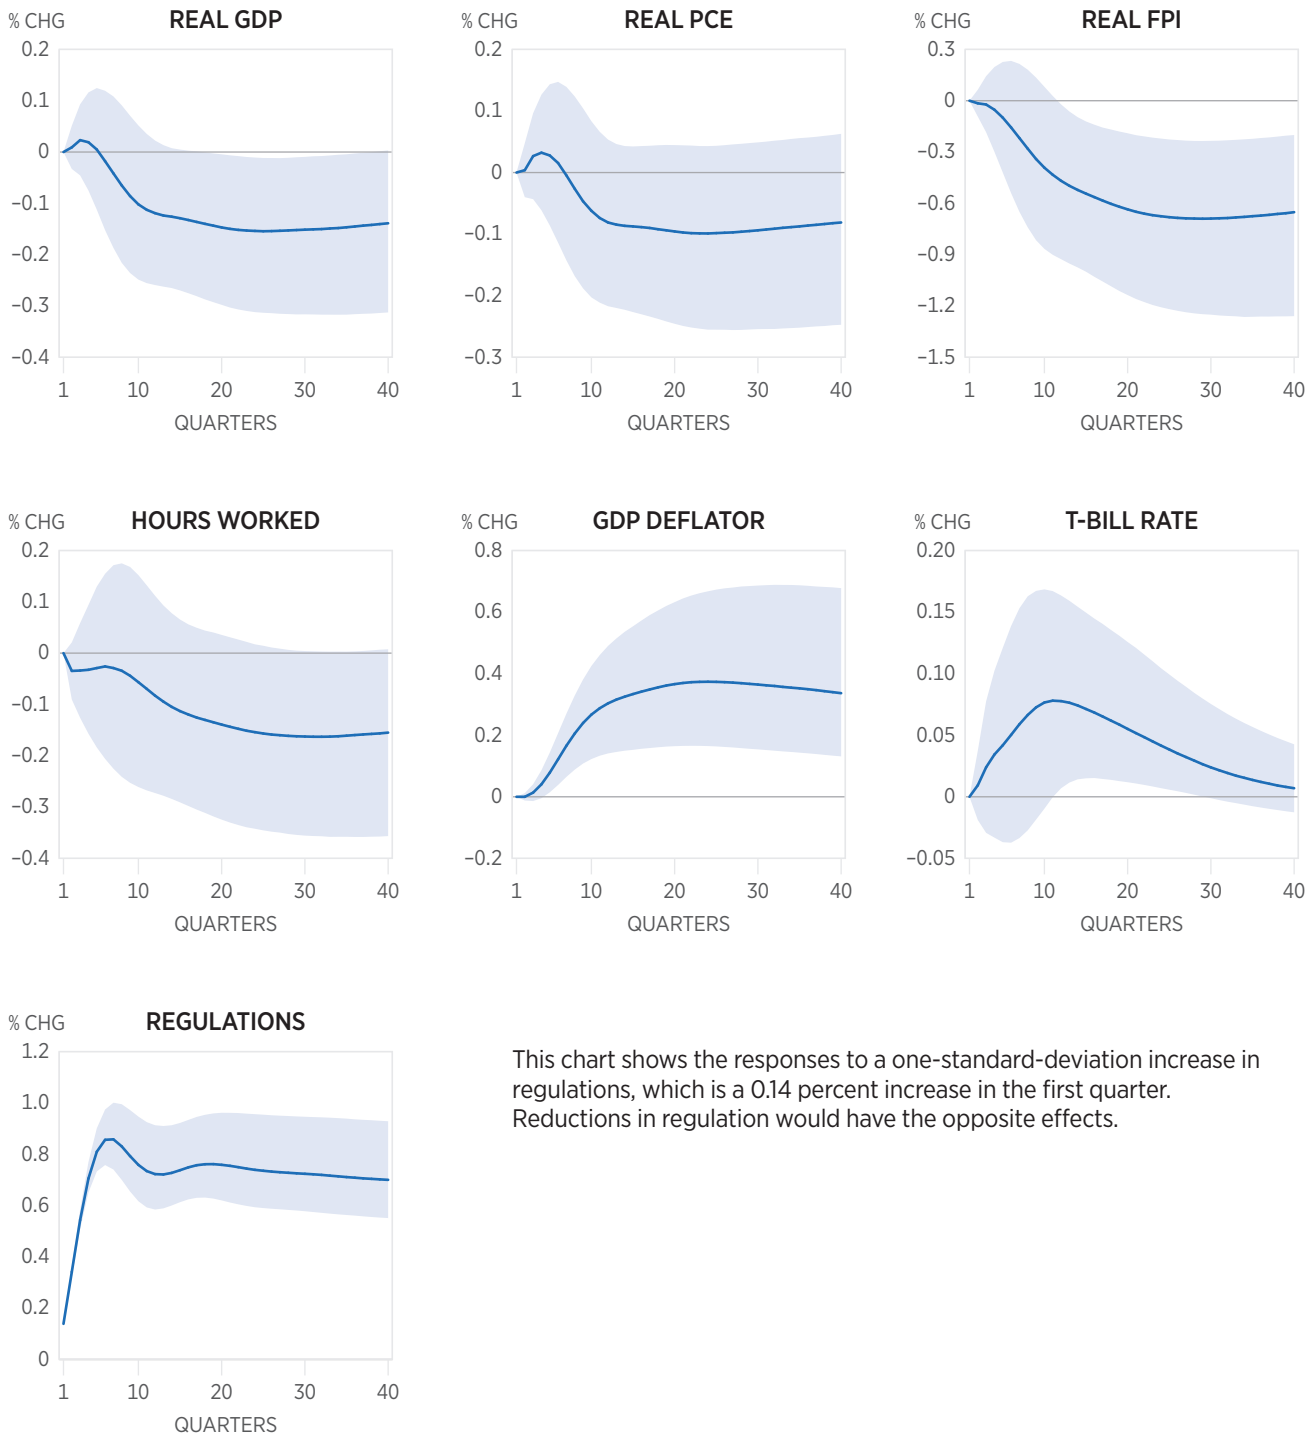 % CHG REAL GDP
0.2
0.1
0
−0.1
−0.2
−0.3
−0.4
1 10 20 30 40
QUARTERS
% CHG REAL PCE
0.2
0.1
0
−0.1
−0.2
−0.3
1 10 20 30 40
QUARTERS
% CHG REAL FPI
0.3
0
−0.3
−0.6
−0.9
−1.2
−1.5
1 10 20 30 40
QUARTERS
% CHG HOURS WORKED
0.2
0.1
0
−0.1
−0.2
−0.3
−0.4
1 10 20 30 40
QUARTERS
% CHG GDP DEFLATOR
0.8
0.6
0.4
0.2
0
−0.2
1 10 20 30 40
QUARTERS
% CHG T-BILL RATE
0.20
0.15
0.10
0.05
0
−0.05
1 10 20 30 40
QUARTERS
% CHG REGULATIONS
1.2
1.0
0.8
0.6
0.4
0.2
0
1 10 20 30 40
QUARTERS
This chart shows the responses to a one-standard-deviation increase in
regulations, which is a 0.14 percent increase in the first quarter.
Reductions in regulation would have the opposite effects.